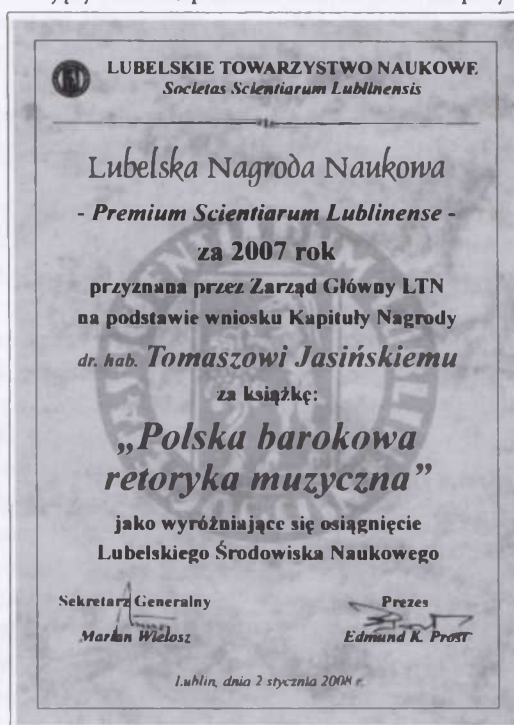 LUBELSKIE TOWARZYSTWO NAUKOWE
Societas Scientiarum Lublinensis
Lubelska Nagroda Naukowa
- Premium Scientiarum Lublinense -
za 2007 rok
przyznana przez Zarząd Główny LTN
na podstawie wniosku Kapituły Nagrody
dr. hab. Tomaszowi Jasińskiemu
za książkę:
„Polska barokowa
retoryka muzyczna”
jako wyróżniające się osiągnięcie
Lubelskiego Środowiska Naukowego
Sekretarz Generalny Prezes
Marian Wielosz Edmund K. Prost
Lublin, dnia 2 stycznia 2008 r.